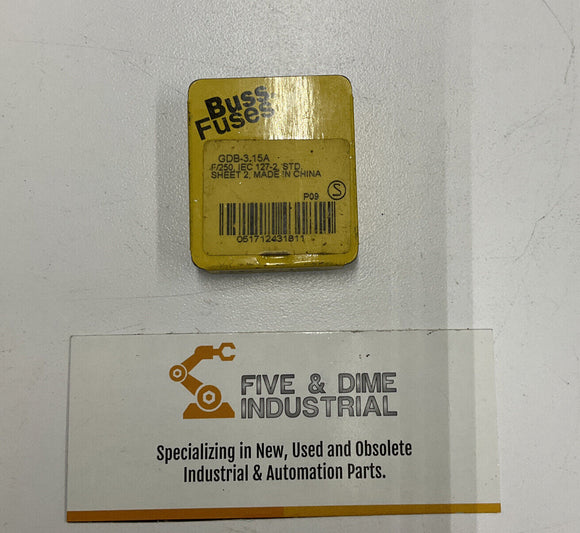 Buss
Fuses
GDB-3.15A
F/250, IEC 127-2, STD.
SHEET 2, MADE IN CHINA
P09 S
051712431811
FIVE & DIME
INDUSTRIAL
Specializing in New, Used and Obsolete
Industrial & Automation Parts.